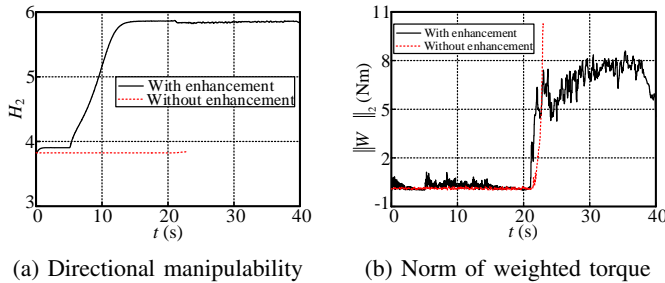 (a)
6
5
4
3
H2
With enhancement
Without enhancement
0 10 20 30 40
t (s)
(b)
11
8
5
2
-1
||W ||2 (Nm)
With enhancement
Without enhancement
0 10 20 30 40
t (s)
(a) Directional manipulability
(b) Norm of weighted torque